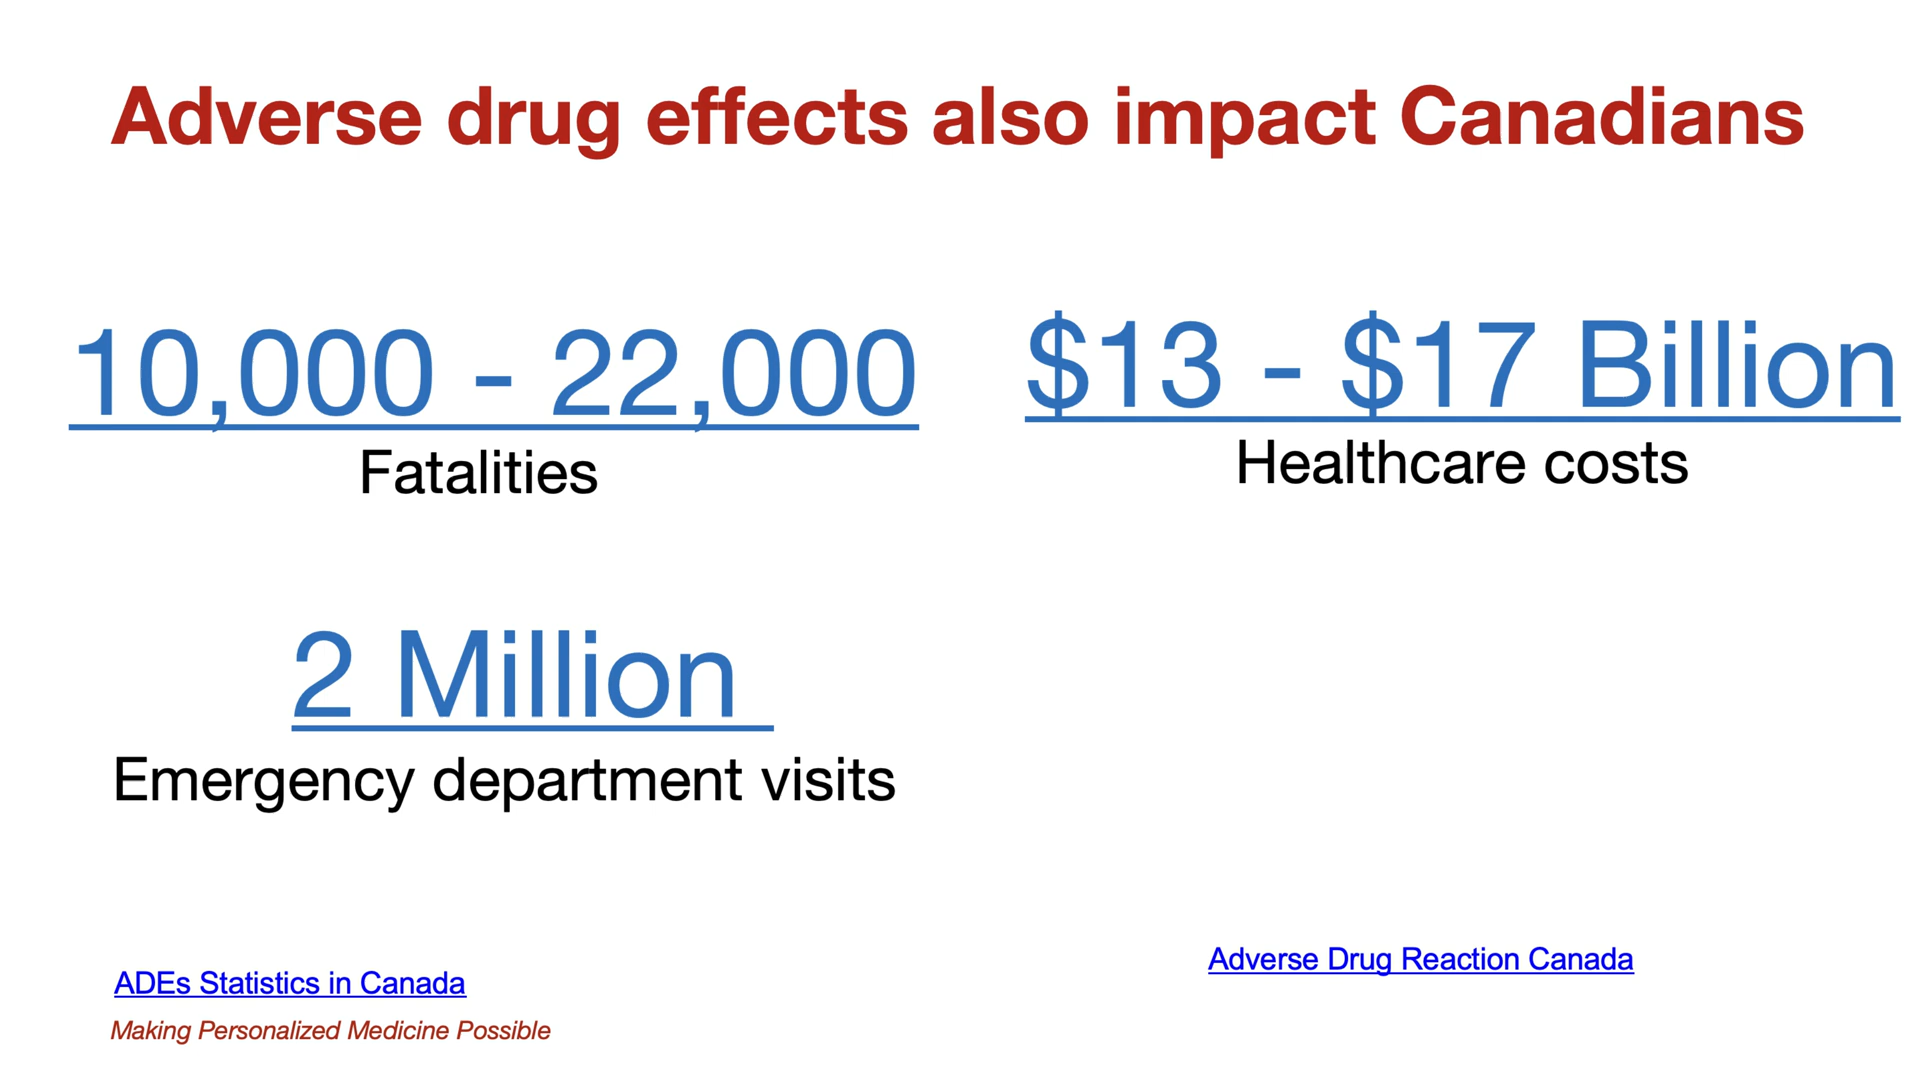 Adverse drug effects also impact Canadians
10,000 - 22,000
Fatalities
$13 - $17 Billion
Healthcare costs
2 Million
Emergency department visits
Adverse Drug Reaction Canada
ADEs Statistics in Canada
Making Personalized Medicine Possible